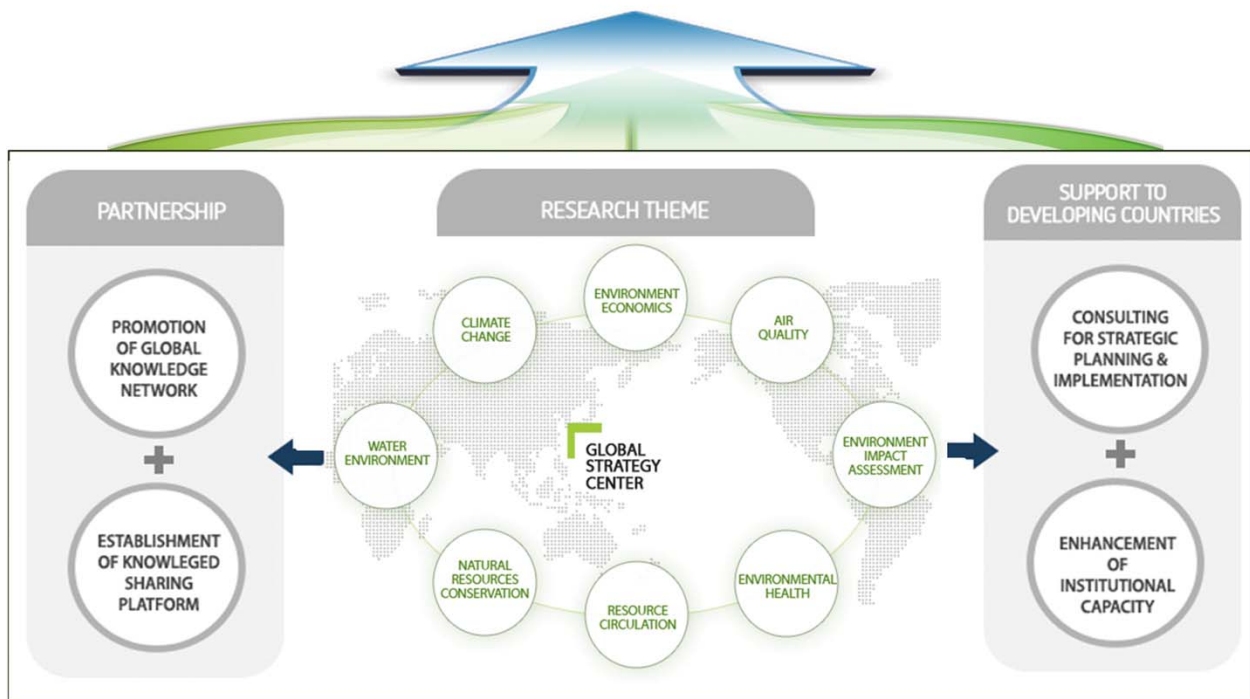 PARTNERSHIP
PROMOTION
OF GLOBAL
KNOWLEDGE
NETWORK
+
ESTABLISHMENT
OF KNOWLEGED
SHARING
PLATFORM
RESEARCH THEME
ENVIRONMENT
ECONOMICS
CLIMATE
CHANGE
AIR
QUALITY
WATER
ENVIRONMENT
GLOBAL
STRATEGY
CENTER
ENVIRONMENT
IMPACT
ASSESSMENT
NATURAL
RESOURCES
CONSERVATION
RESOURCE
CIRCULATION
ENVIRONMENTAL
HEALTH
SUPPORT TO
DEVELOPING COUNTRIES
CONSULTING
FOR STRATEGIC
PLANNING &
IMPLEMENTATION
+
ENHANCEMENT
OF
INSTITUTIONAL
CAPACITY